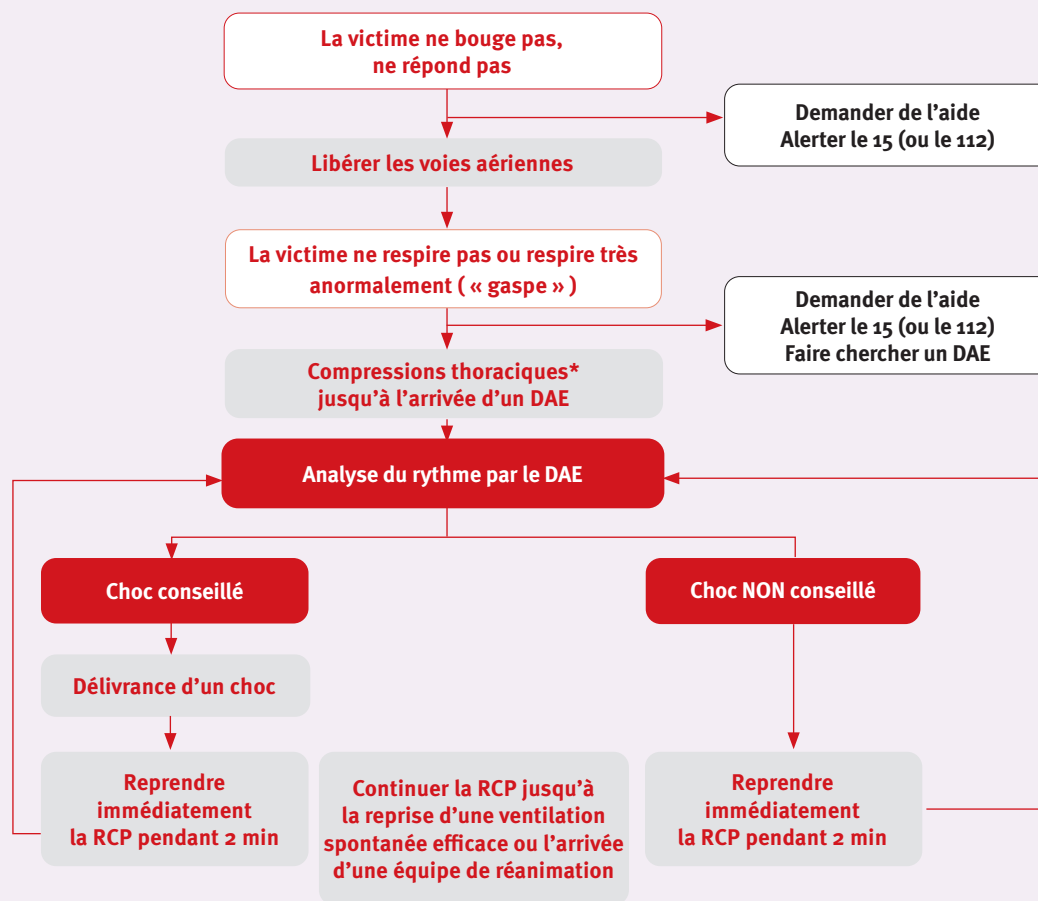 La victime ne bouge pas,
ne répond pas
Demander de l’aide
Alerter le 15 (ou le 112)
Libérer les voies aériennes
La victime ne respire pas ou respire très
anormalement ( « gaspe » )
Demander de l’aide
Alerter le 15 (ou le 112)
Faire chercher un DAE
Compressions thoraciques*
jusqu’à l’arrivée d’un DAE
Analyse du rythme par le DAE
Choc conseillé
Choc NON conseillé
Délivrance d’un choc
Reprendre
immédiatement
la RCP pendant 2 min
Continuer la RCP jusqu’à
la reprise d’une ventilation
spontanée efficace ou l’arrivée
d’une équipe de réanimation
Reprendre
immédiatement
la RCP pendant 2 min